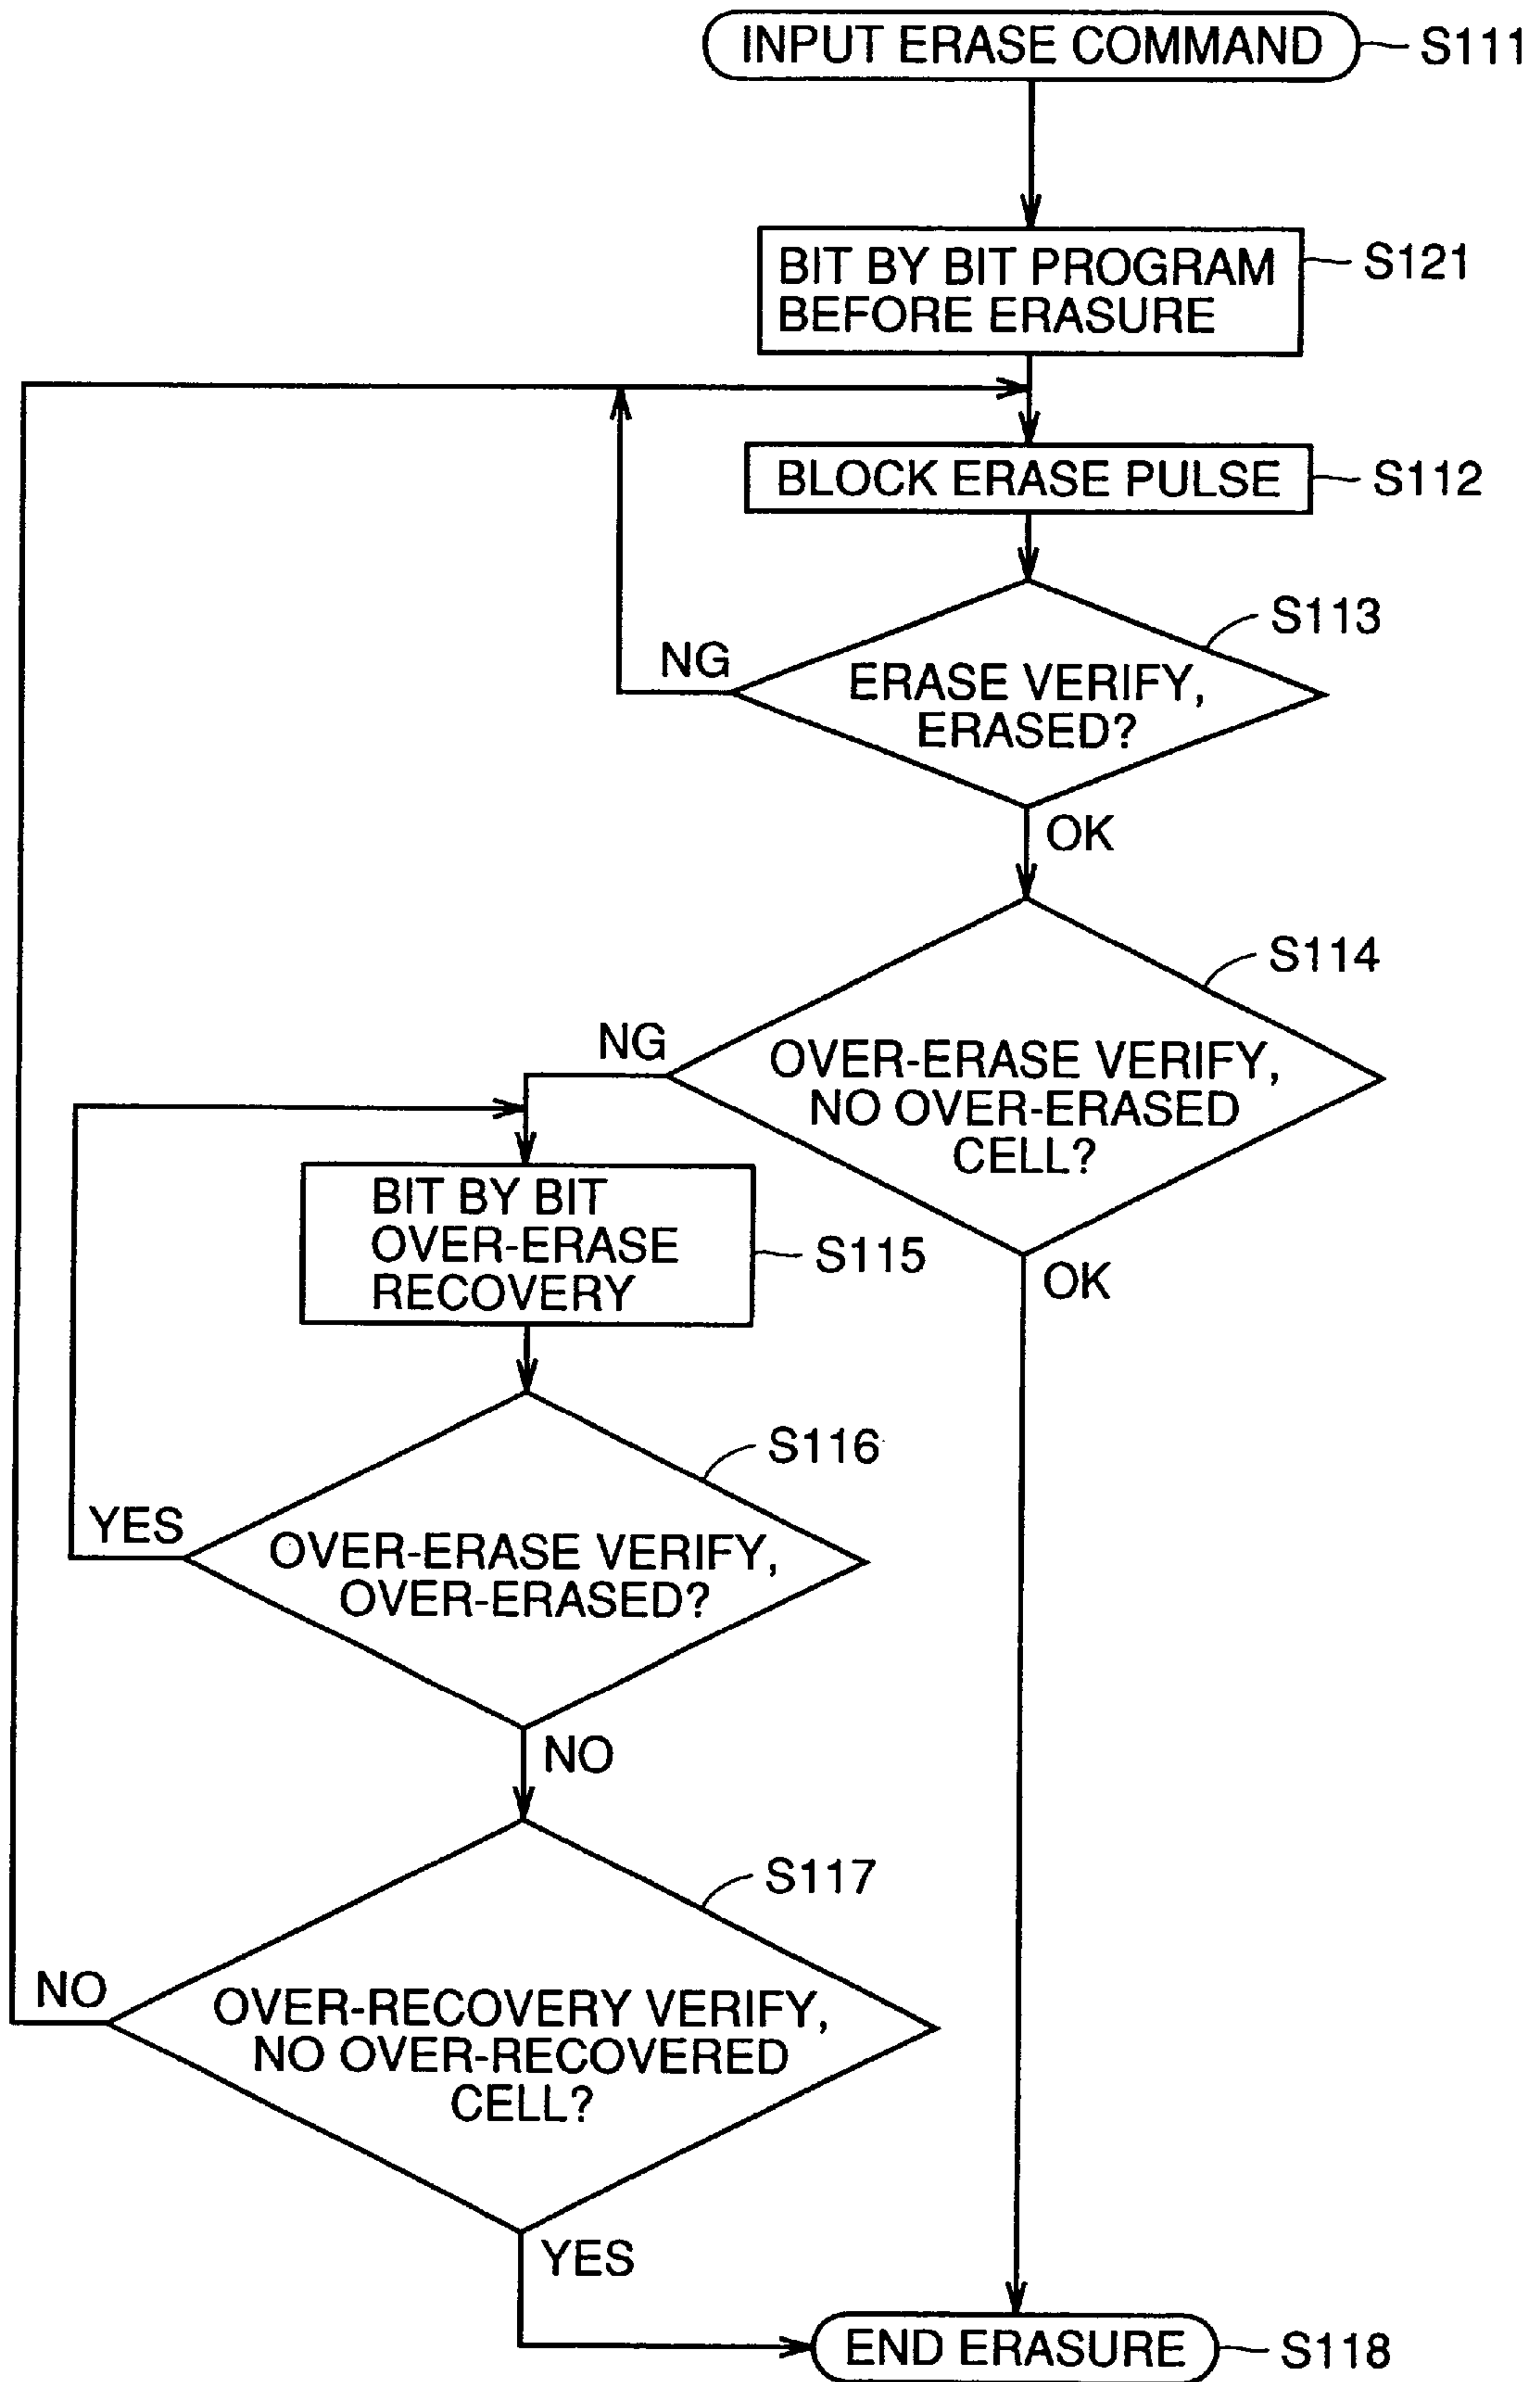 INPUT ERASE COMMAND
S111
BIT BY BIT PROGRAM
BEFORE ERASURE
S121
BLOCK ERASE PULSE
S112
S113
NG
ERASE VERIFY,
ERASED?
OK
S114
NG
OVER-ERASE VERIFY,
NO OVER-ERASED
CELL?
OK
BIT BY BIT
OVER-ERASE
RECOVERY
S115
S116
YES
OVER-ERASE VERIFY,
OVER-ERASED?
NO
S117
NO
OVER-RECOVERY VERIFY,
NO OVER-RECOVERED
CELL?
YES
END ERASURE
S118